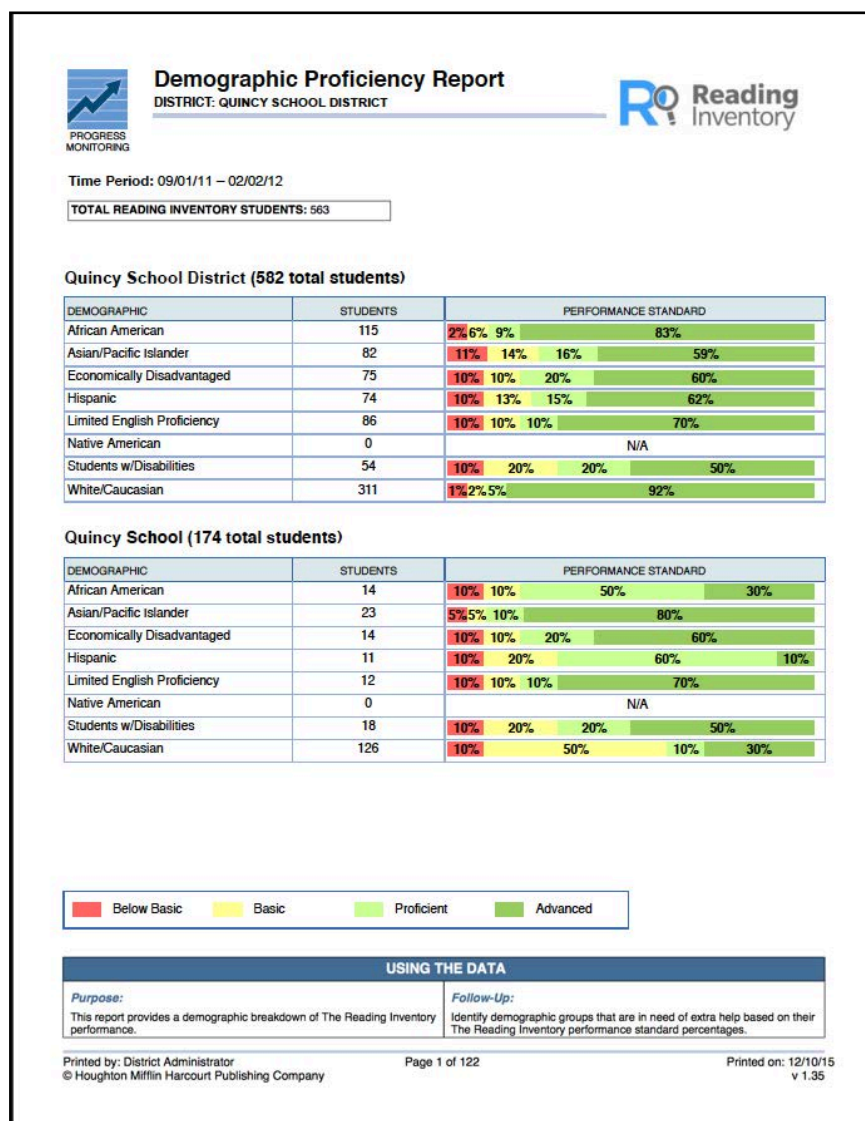 Demographic Proficiency Report
DISTRICT: QUINCY SCHOOL DISTRICT
PROGRESS
MONITORING
Reading
Inventory
Time Period: 09/01/11 – 02/02/12
TOTAL READING INVENTORY STUDENTS: 563
Quincy School District (582 total students)
DEMOGRAPHIC STUDENTS PERFORMANCE STANDARD
African American 115 2% 6% 9% 83%
Asian/Pacific Islander 82 11% 14% 16% 59%
Economically Disadvantaged 75 10% 10% 20% 60%
Hispanic 74 10% 13% 15% 62%
Limited English Proficiency 86 10% 10% 10% 70%
Native American 0 N/A
Students w/Disabilities 54 10% 20% 20% 50%
White/Caucasian 311 1% 2% 5% 92%
Quincy School (174 total students)
DEMOGRAPHIC STUDENTS PERFORMANCE STANDARD
African American 14 10% 10% 50% 30%
Asian/Pacific Islander 23 5% 5% 10% 80%
Economically Disadvantaged 14 10% 10% 20% 60%
Hispanic 11 10% 20% 60% 10%
Limited English Proficiency 12 10% 10% 10% 70%
Native American 0 N/A
Students w/Disabilities 18 10% 20% 20% 50%
White/Caucasian 126 10% 50% 10% 30%
Below Basic Basic Proficient Advanced
USING THE DATA
Purpose:
This report provides a demographic breakdown of The Reading Inventory
performance.
Follow-Up:
Identify demographic groups that are in need of extra help based on their
The Reading Inventory performance standard percentages.
Printed by: District Administrator Page 1 of 122 Printed on: 12/10/15
© Houghton Mifflin Harcourt Publishing Company v 1.35